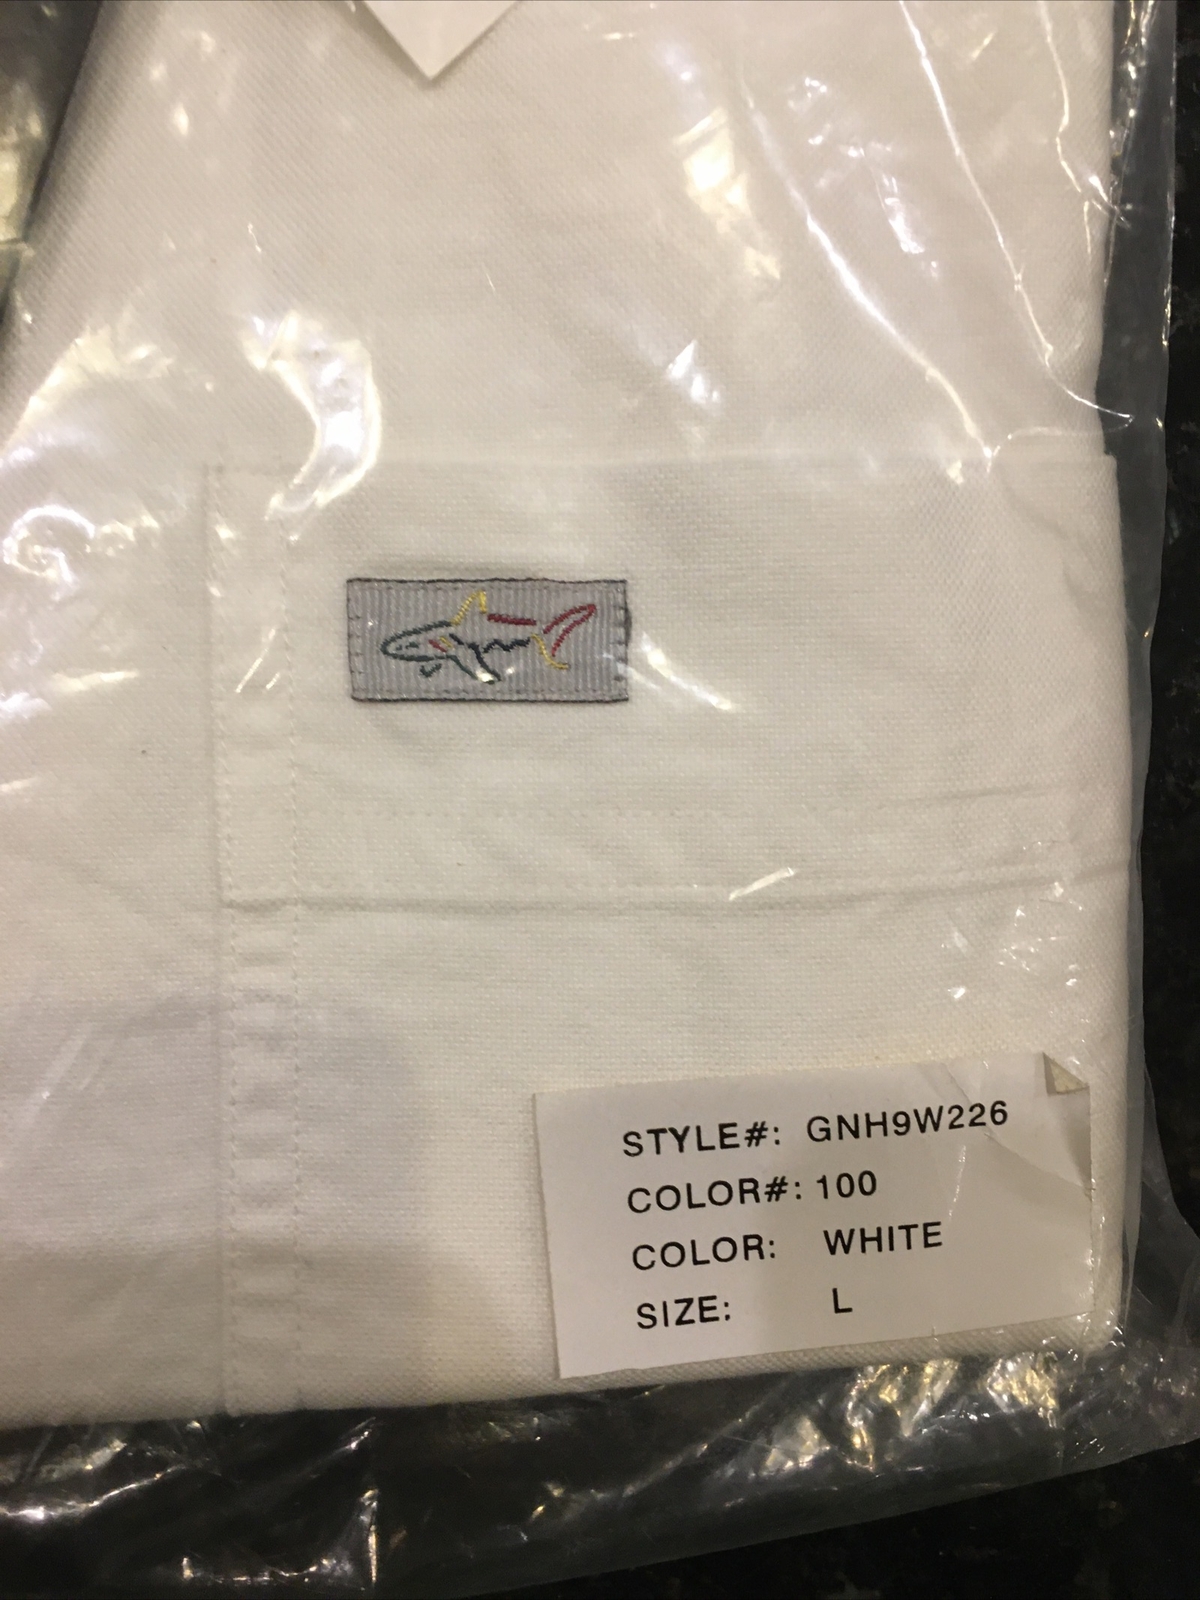 STYLE#: GNH9W226
COLOR#: 100
COLOR: WHITE
SIZE: L